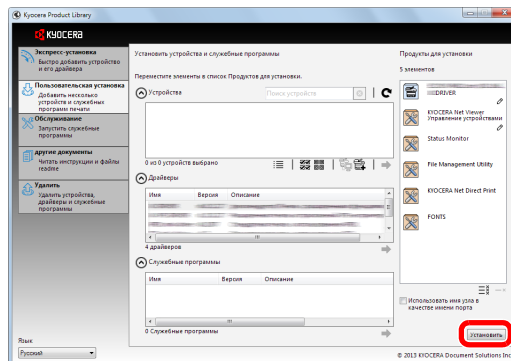 Kyocera Product Library
KYOCERA
Экспресс-установка
Быстро добавить устройство
и его драйвера
Пользовательская установка
Добавить несколько
устройств и служебных
программ печати
Обслуживание
Запустить служебные
программы
другие документы
Читать инструкции и файлы
readme
Удалить
Удалить устройства,
драйверы и служебные
программы
Язык
Русский
Установить устройства и служебные программы
Переместите элементы в список Продуктов для установки.
Устройства
Поиск устройств
0 из 0 устройств выбрано
Драйверы
Имя Версия Описание
4 драйверов
Служебные программы
Имя Версия Описание
0 Служебные программы
Продукты для установки
5 элементов
DRIVER
KYOCERA Net Viewer
Управление устройствами
Status Monitor
File Management Utility
KYOCERA Net Direct Print
FONTS
Использовать имя узла в
качестве имени порта
Установить
© 2013 KYOCERA Document Solutions Inc.